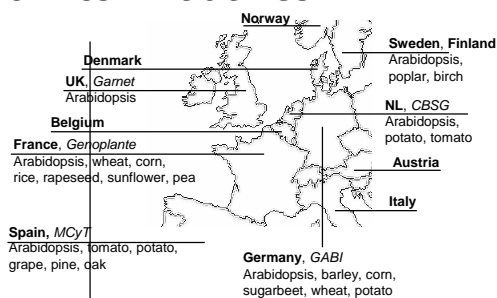 Norway
Sweden, Finland
Arabidopsis,
poplar, birch
Denmark
UK, Garnet
Arabidopsis
NL, CBSG
Arabidopsis,
potato, tomato
Belgium
France, Genoplante
Arabidopsis, wheat, corn,
rice, rapeseed, sunflower, pea
Austria
Italy
Spain, MCyT
Arabidopsis, tomato, potato,
grape, pine, oak
Germany, GABI
Arabidopsis, barley, corn,
sugarbeet, wheat, potato